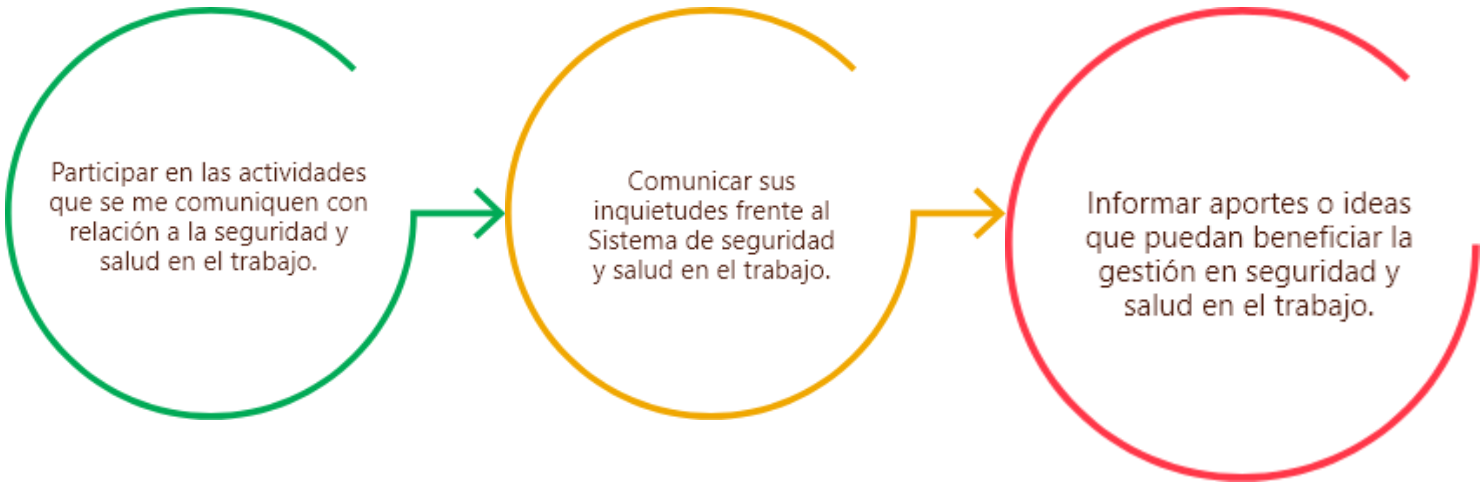 Participar en las actividades
que se me comuniquen con
relación a la seguridad y
salud en el trabajo.
Comunicar sus
inquietudes frente al
Sistema de seguridad
y salud en el trabajo.
Informar aportes o ideas
que puedan beneficiar la
gestión en seguridad y
salud en el trabajo.